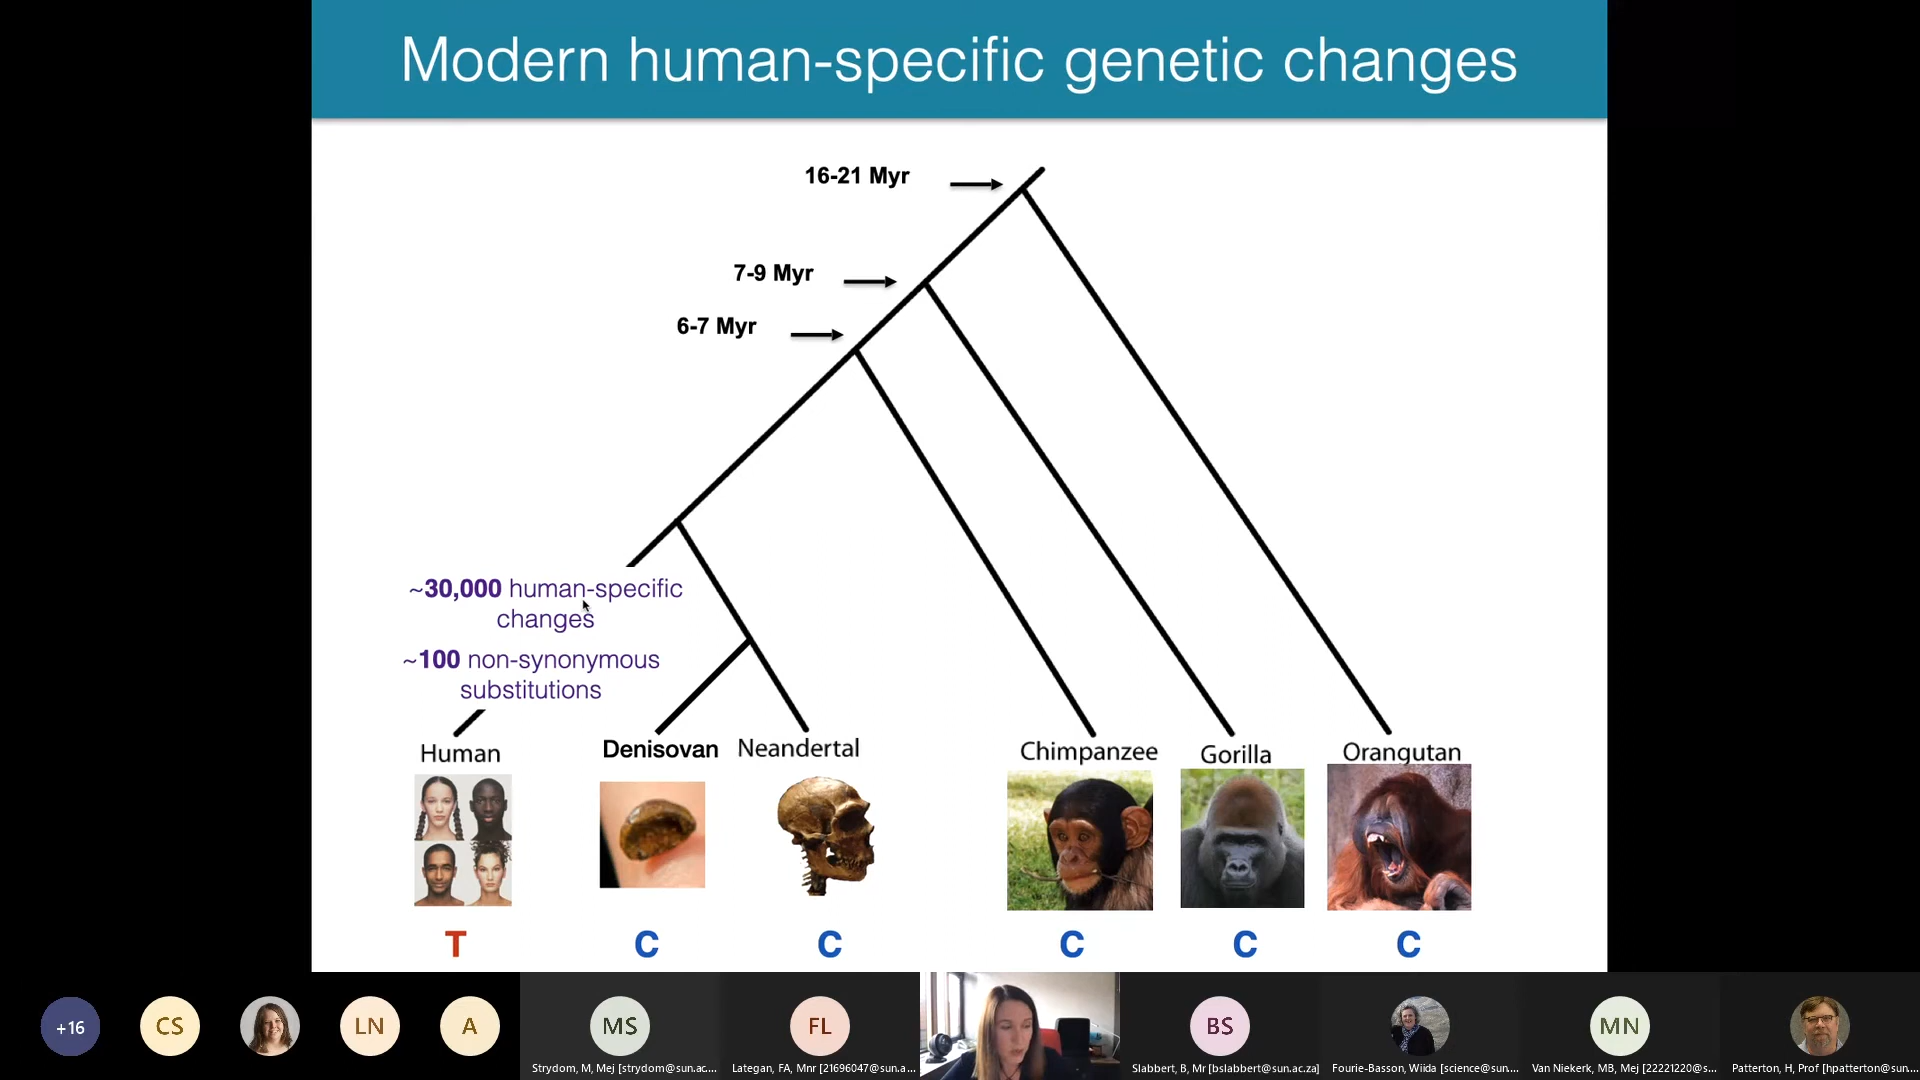 Modern human-specific genetic changes
16-21 Myr
7-9 Myr
6-7 Myr
~30,000 human-specific
changes
~100 non-synonymous
substitutions
Human
Denisovan
Neandertal
Chimpanzee
Gorilla
Orangutan
T
C
C
C
C
C
+16
CS
LN
A
MS
FL
BS
MN
Strydom, M, Mej [strydom@sun.ac....
Lategan, FA, Mnr [21696047@sun.a...
Slabbert, B, Mr [bslabbert@sun.ac.za]
Fourie-Basson, Wiida [science@sun....
Van Niekerk, MB, Mej [22221220@s...
Patterton, H, Prof [hpatterton@sun....